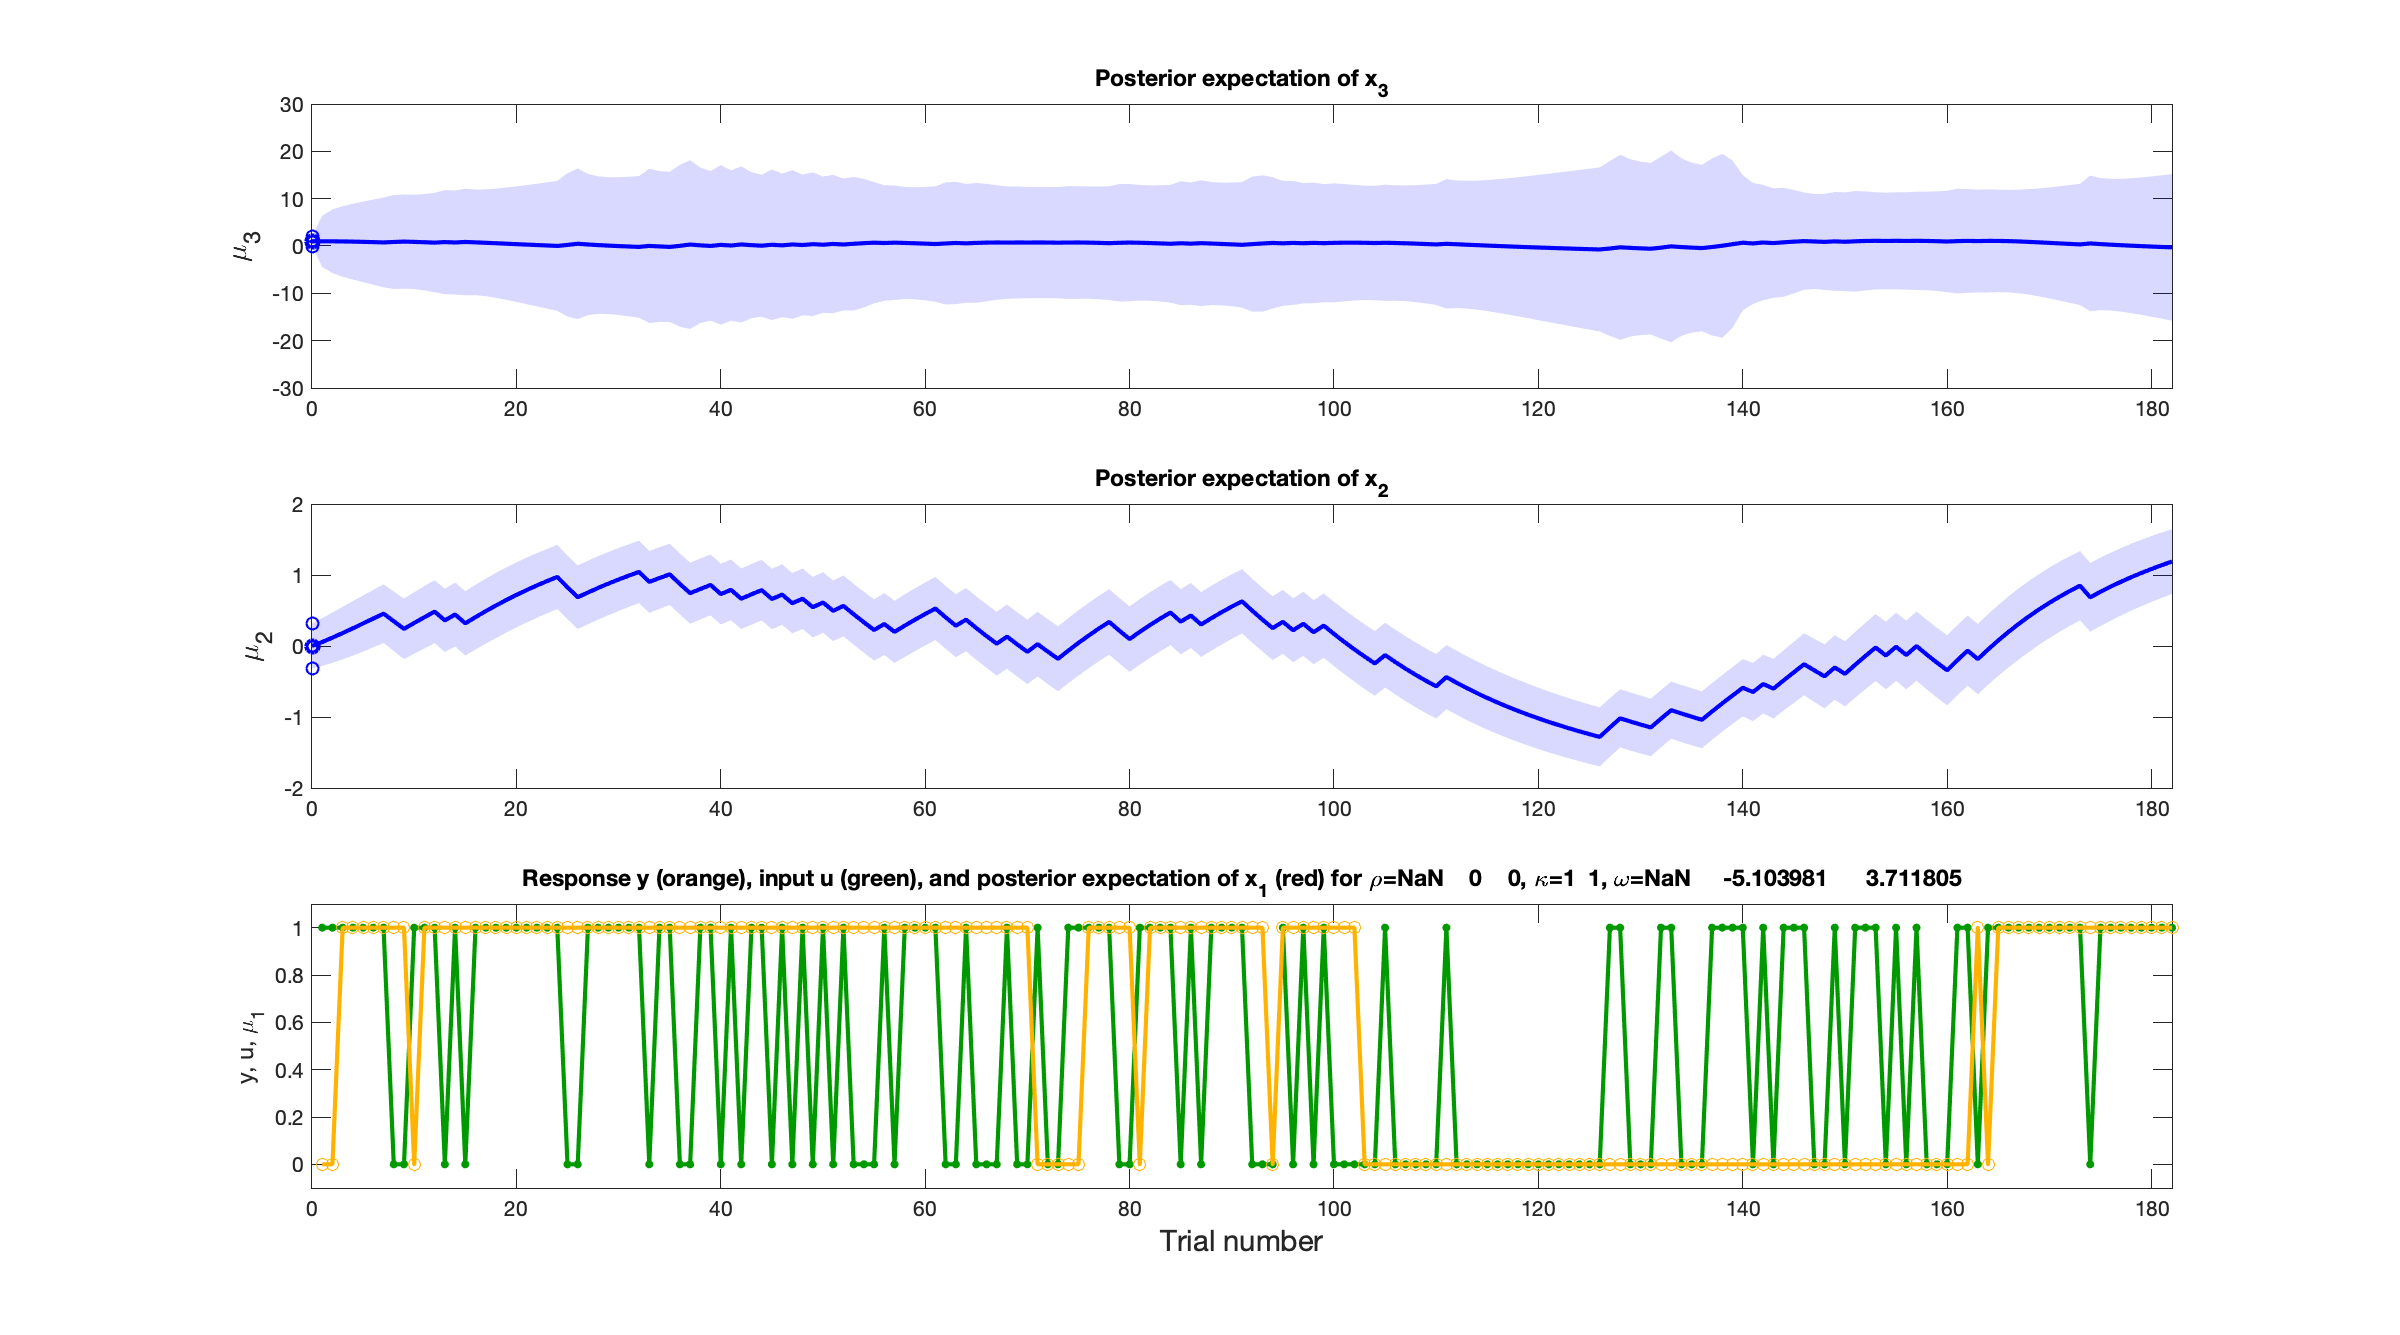 Posterior expectation of x3
30
20
10
0
-10
-20
-30
μ3
0 20 40 60 80 100 120 140 160 180
Posterior expectation of x2
2
1
0
-1
-2
μ2
0 20 40 60 80 100 120 140 160 180
Response y (orange), input u (green), and posterior expectation of x1 (red) for ρ=NaN 0 0, κ=1 1, ω=NaN -5.103981 3.711805
1
0.8
0.6
0.4
0.2
0
y, u, μ1
0 20 40 60 80 100 120 140 160 180
Trial number